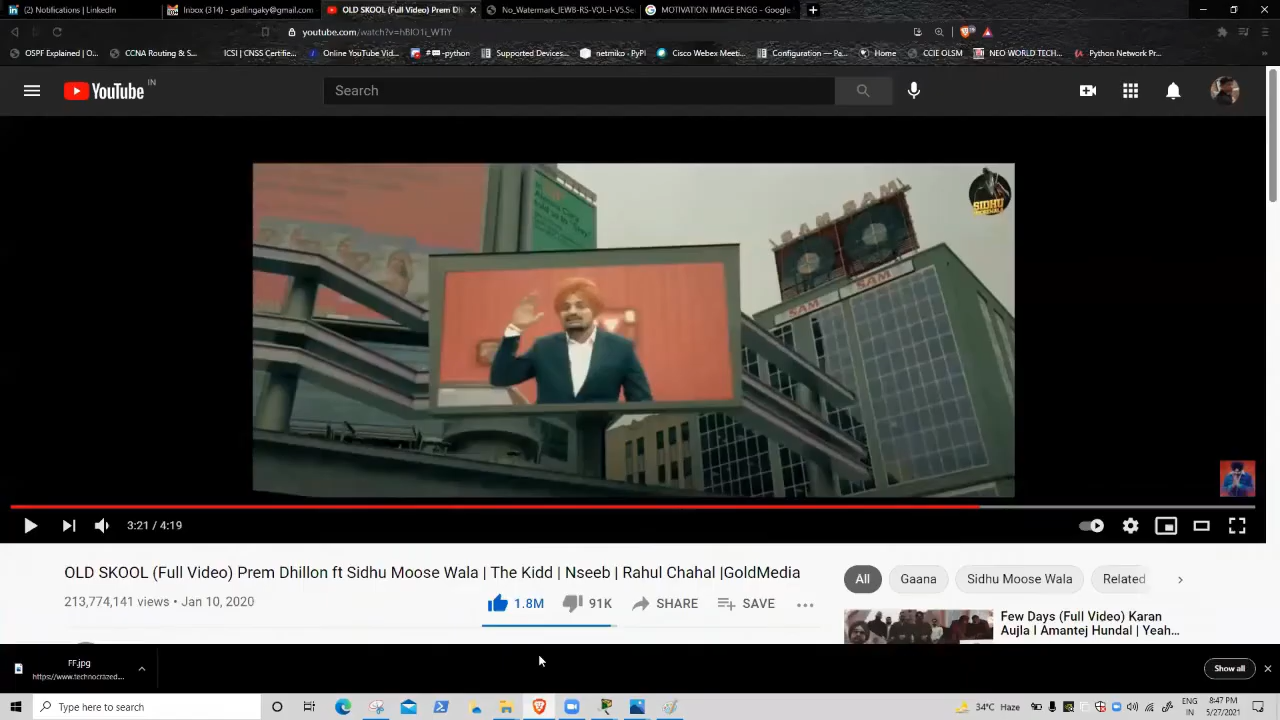 (2) Notifications | LinkedIn
Inbox (314) - gadlingaky@gmail.com
OLD SKOOL (Full Video) Prem Dh
No_Watermark_IEWB-RS-VOL-I-V5.Se
MOTIVATION IMAGE ENGG - Google
youtube.com/watch?v=hBIO1i_WTiY
OSPF Explained | O...
CCNA Routing & S...
ICSI | CNSS Certifie...
Online YouTube Vid...
#==-python
Supported Devices...
netmiko · PyPI
Cisco Webex Meet...
Configuration — Pa...
Home
CCIE OLSM
NEO WORLD TECH...
Python Network Pr...
YouTube IN
Search
SIDHU
SAM SAMI
SAM
SAM
3:21 / 4:19
OLD SKOOL (Full Video) Prem Dhillon ft Sidhu Moose Wala | The Kidd | Nseeb | Rahul Chahal |GoldMedia
213,774,141 views • Jan 10, 2020
1.8M
91K
SHARE
SAVE
All
Gaana
Sidhu Moose Wala
Related
Few Days (Full Video) Karan
Aujla I Amantej Hundal | Yeah...
FF.jpg
https://www.technocrazed....
Show all
Type here to search
34°C Haze
ENG
IN
8:47 PM
5/27/2021